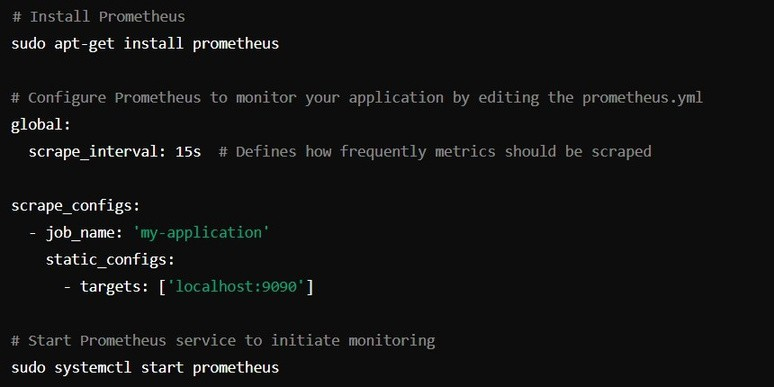 # Install Prometheus
sudo apt-get install prometheus

# Configure Prometheus to monitor your application by editing the prometheus.yml
global:
  scrape_interval: 15s  # Defines how frequently metrics should be scraped

scrape_configs:
  - job_name: 'my-application'
    static_configs:
      - targets: ['localhost:9090']

# Start Prometheus service to initiate monitoring
sudo systemctl start prometheus